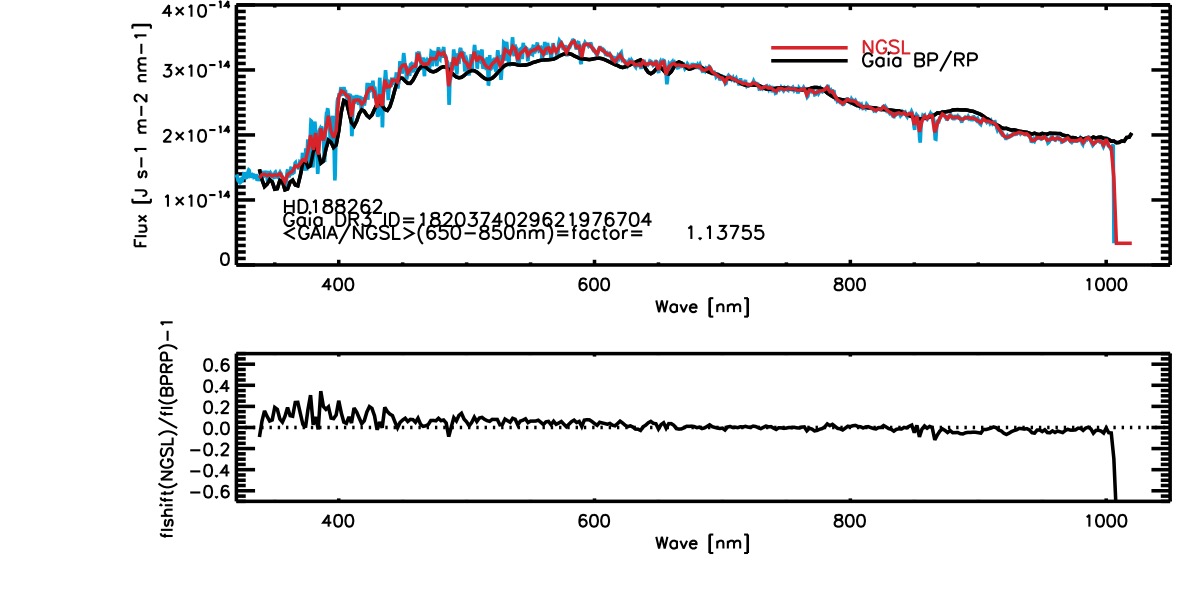 4×10⁻¹⁴
3×10⁻¹⁴
2×10⁻¹⁴
1×10⁻¹⁴
0
Flux [J s−1 m−2 nm−1]
NGSL
Gaia BP/RP
HD188262
Gaia DR3 ID=1820374029621976704
<GAIA/NGSL>(650−850nm)=factor= 1.13755
400 600 800 1000
Wave [nm]
flshift(NGSL)/fl(BPRP)−1
0.6
0.4
0.2
0.0
−0.2
−0.4
−0.6
400 600 800 1000
Wave [nm]